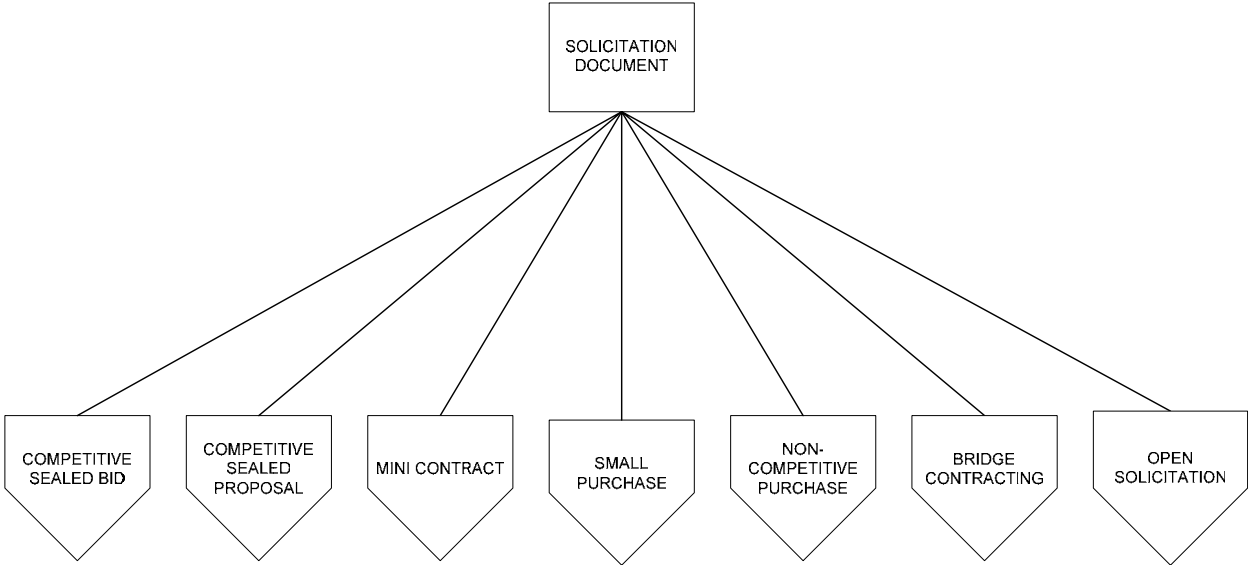 SOLICITATION
DOCUMENT
COMPETITIVE
SEALED BID
COMPETITIVE
SEALED
PROPOSAL
MINI CONTRACT
SMALL
PURCHASE
NON-
COMPETITIVE
PURCHASE
BRIDGE
CONTRACTING
OPEN
SOLICITATION